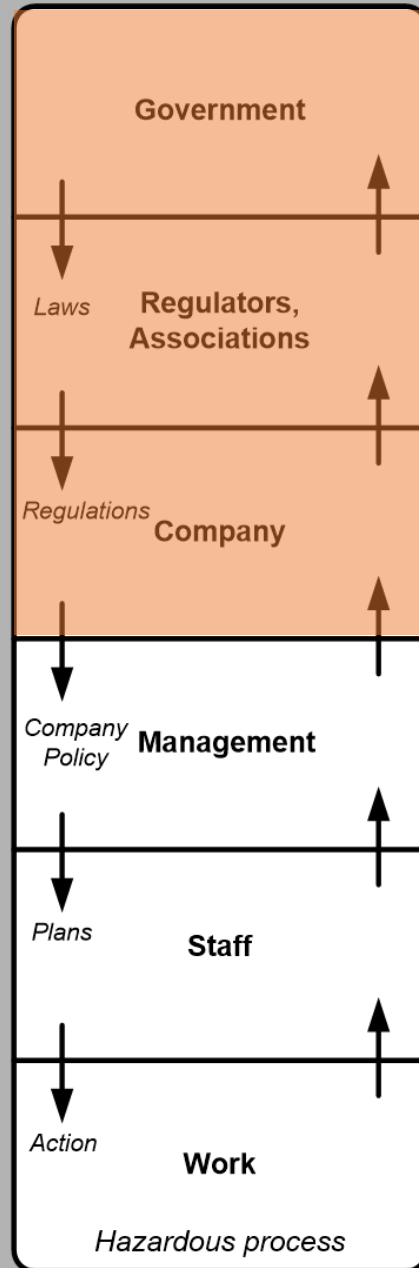 Government
Laws
Regulators,
Associations
Regulations
Company
Company
Policy
Management
Plans
Staff
Action
Work
Hazardous process